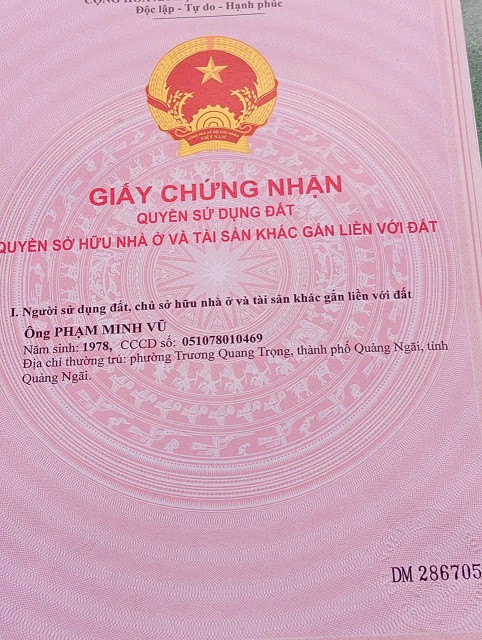 Độc lập - Tự do - Hạnh phúc
VIỆT NAM
GIẤY CHỨNG NHẬN
QUYỀN SỬ DỤNG ĐẤT
QUYỀN SỞ HỮU NHÀ Ở VÀ TÀI SẢN KHÁC GẮN LIỀN VỚI ĐẤT
I. Người sử dụng đất, chủ sở hữu nhà ở và tài sản khác gắn liền với đất
Ông PHẠM MINH VŨ
Năm sinh: 1978, CCCD số: 051078010469
Địa chỉ thường trú: phường Trương Quang Trọng, thành phố Quảng Ngãi, tỉnh
Quảng Ngãi.
DM 286705